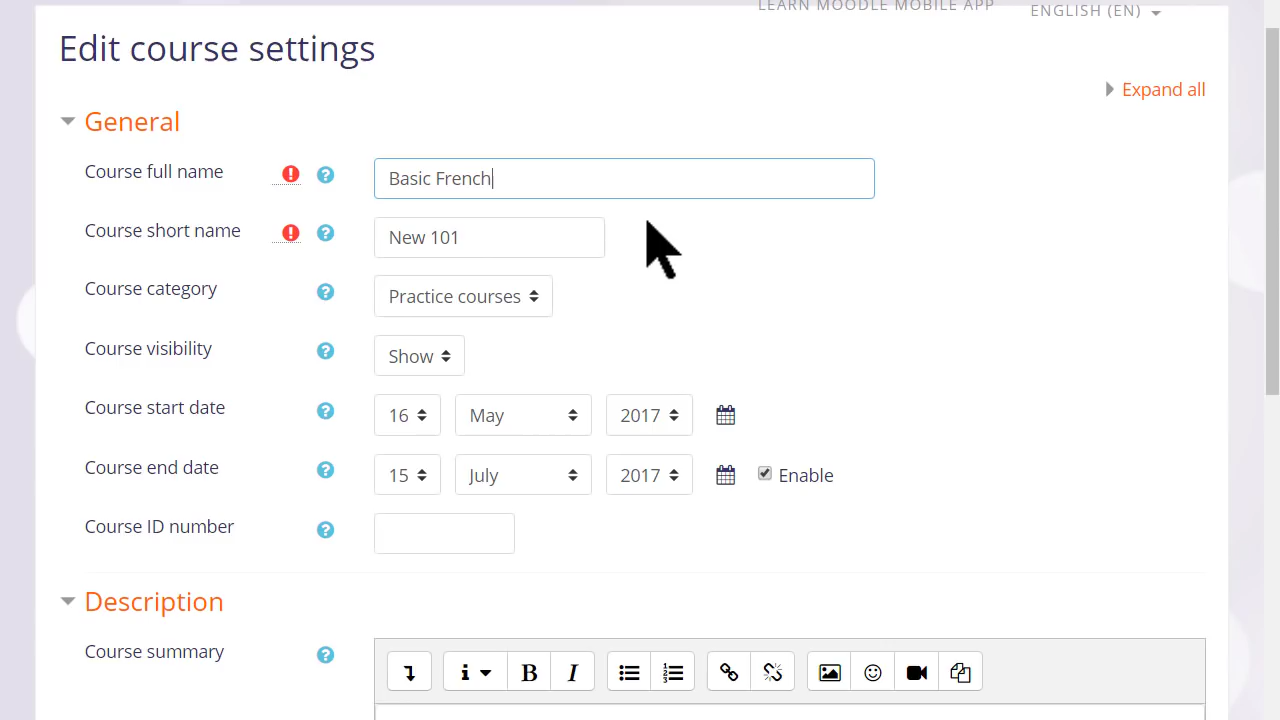 LEARN MOODLE MOBILE APP ENGLISH (EN)
Edit course settings
Expand all
General
Course full name Basic French
Course short name New 101
Course category Practice courses
Course visibility Show
Course start date 16 May 2017
Course end date 15 July 2017 Enable
Course ID number
Description
Course summary